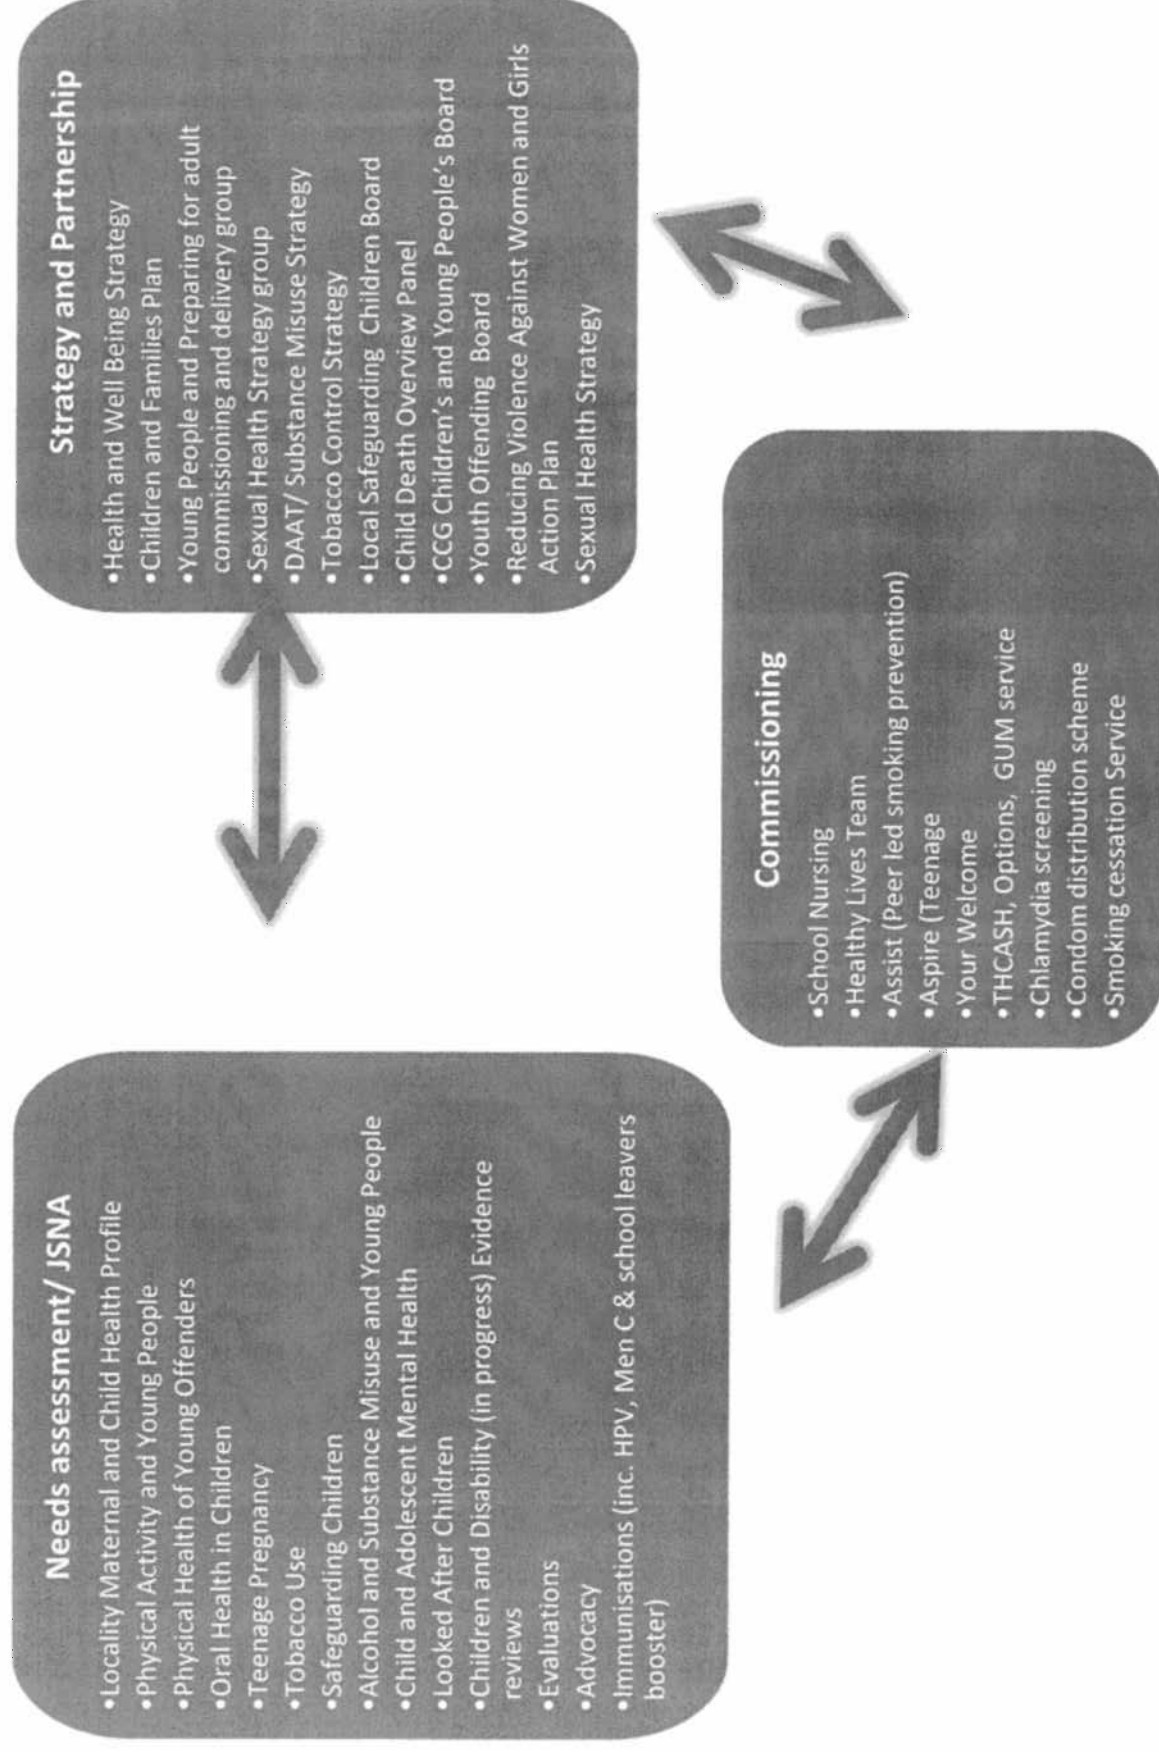 Needs assessment/ JSNA
•Locality Maternal and Child Health Profile
•Physical Activity and Young People
•Physical Health of Young Offenders
•Oral Health in Children
•Teenage Pregnancy
•Tobacco Use
•Safeguarding Children
•Alcohol and Substance Misuse and Young People
•Child and Adolescent Mental Health
•Looked After Children
•Children and Disability (in progress) Evidence
reviews
•Evaluations
•Advocacy
•Immunisations (inc. HPV, Men C & school leavers
booster)
Strategy and Partnership
•Health and Well Being Strategy
•Children and Families Plan
•Young People and Preparing for adult
commissioning and delivery group
•Sexual Health Strategy group
•DAAT/ Substance Misuse Strategy
•Tobacco Control Strategy
•Local Safeguarding Children Board
•Child Death Overview Panel
•CCG Children's and Young People's Board
•Youth Offending Board
•Reducing Violence Against Women and Girls
Action Plan
•Sexual Health Strategy
Commissioning
•School Nursing
•Healthy Lives Team
•Assist (Peer led smoking prevention)
•Aspire (Teenage
•Your Welcome
•THCASH, Options, GUM service
•Chlamydia screening
•Condom distribution scheme
•Smoking cessation Service